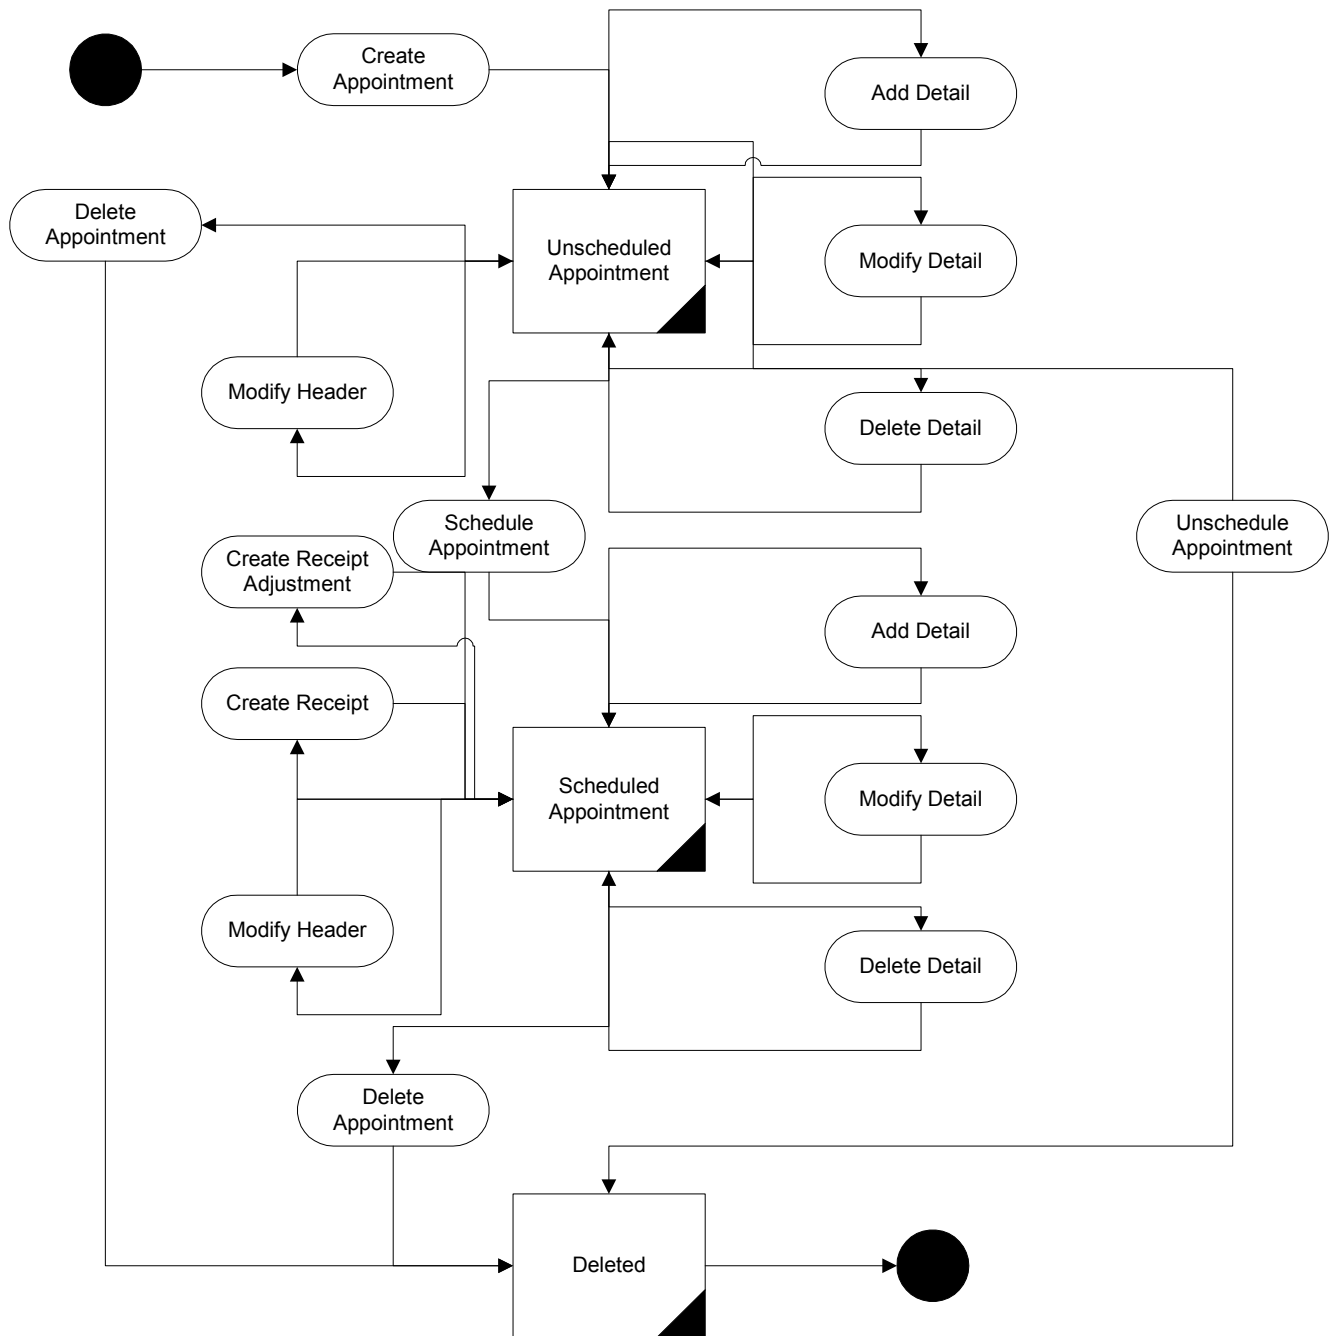 Create
Appointment
Add Detail
Delete
Appointment
Unscheduled
Appointment
Modify Detail
Modify Header
Delete Detail
Schedule
Appointment
Unschedule
Appointment
Create Receipt
Adjustment
Add Detail
Create Receipt
Scheduled
Appointment
Modify Detail
Modify Header
Delete Detail
Delete
Appointment
Deleted